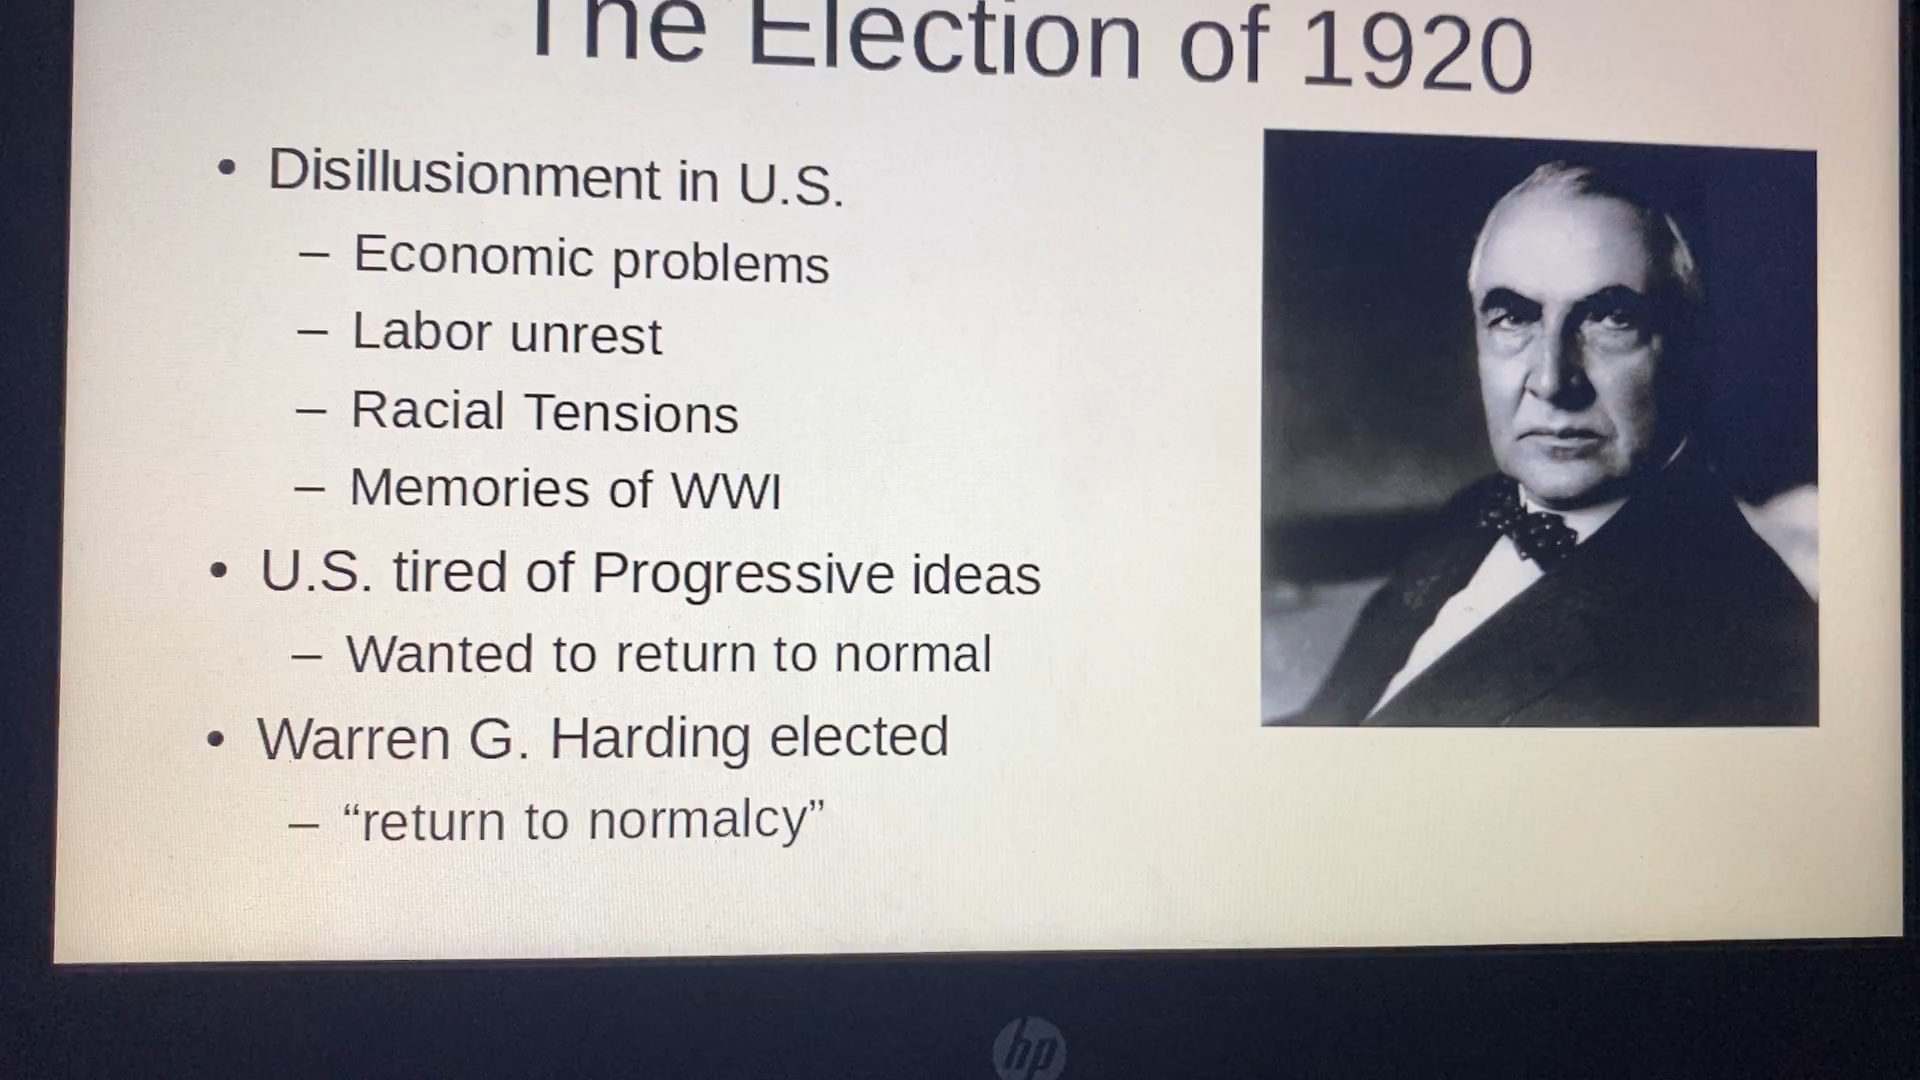 The Election of 1920
• Disillusionment in U.S.
– Economic problems
– Labor unrest
– Racial Tensions
– Memories of WWI
• U.S. tired of Progressive ideas
– Wanted to return to normal
• Warren G. Harding elected
– “return to normalcy”
hp